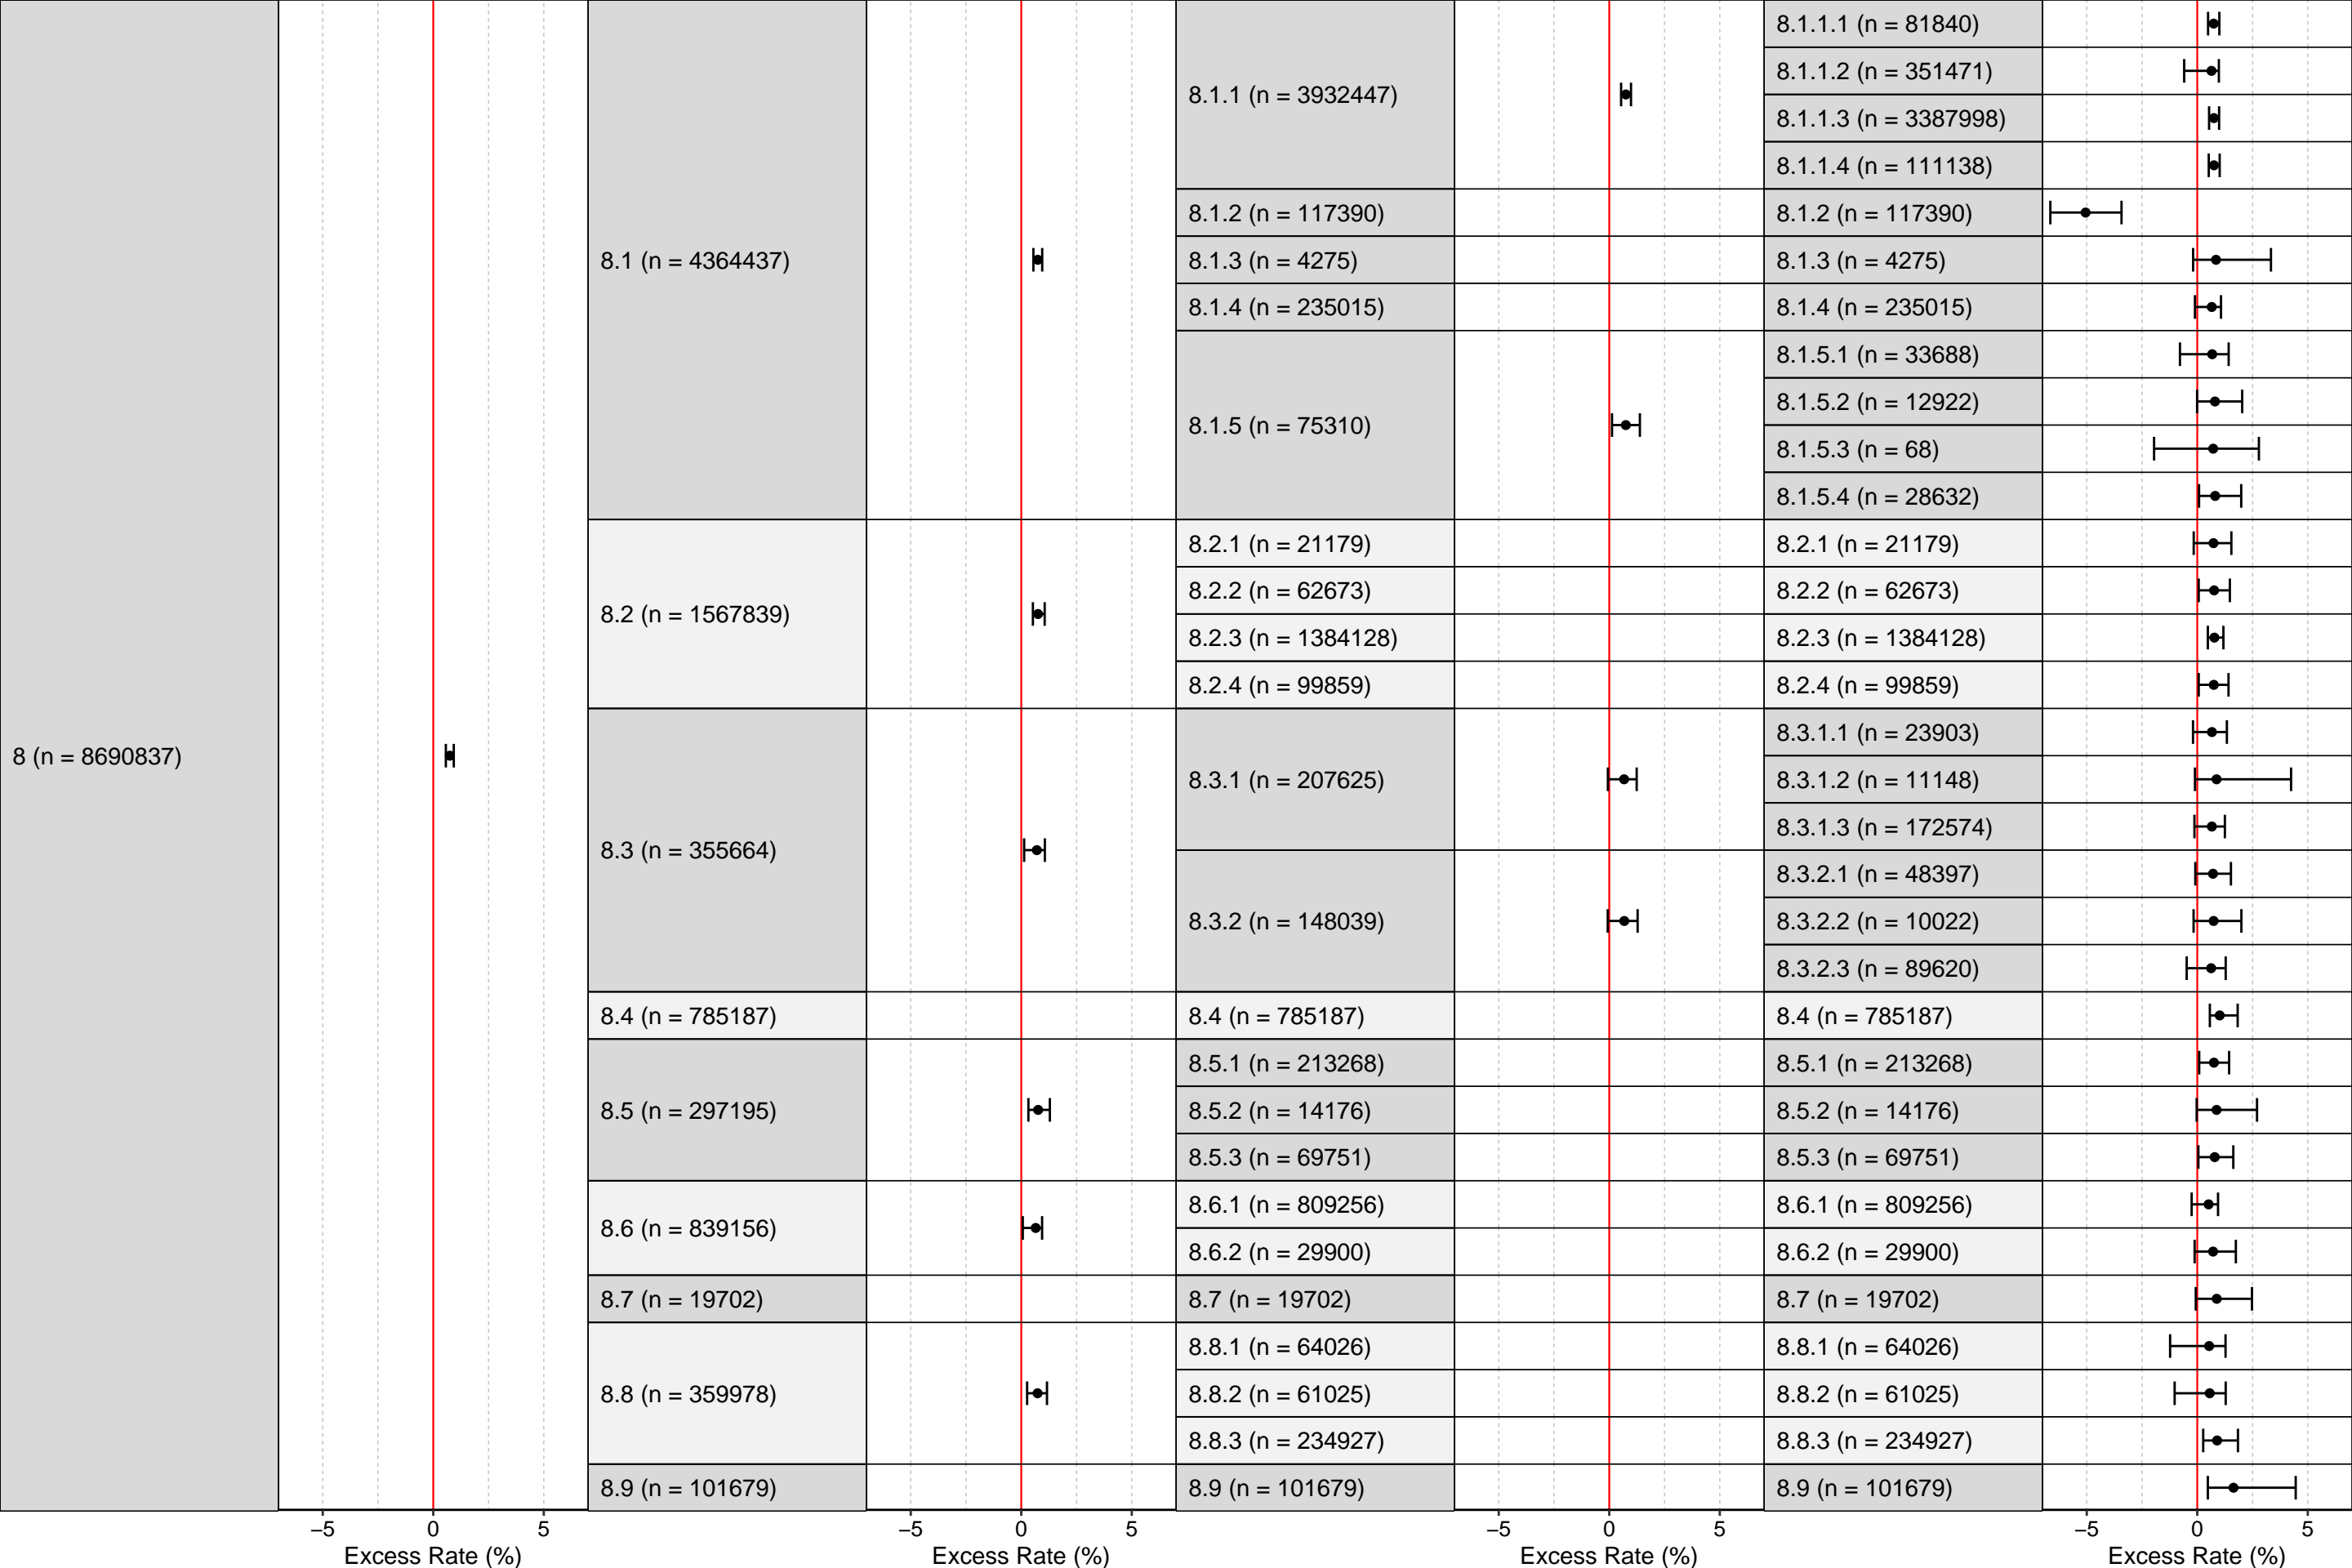 8 (n = 8690837)
8.1 (n = 4364437)
8.2 (n = 1567839)
8.3 (n = 355664)
8.4 (n = 785187)
8.5 (n = 297195)
8.6 (n = 839156)
8.7 (n = 19702)
8.8 (n = 359978)
8.9 (n = 101679)
8.1.1 (n = 3932447)
8.1.2 (n = 117390)
8.1.3 (n = 4275)
8.1.4 (n = 235015)
8.1.5 (n = 75310)
8.2.1 (n = 21179)
8.2.2 (n = 62673)
8.2.3 (n = 1384128)
8.2.4 (n = 99859)
8.3.1 (n = 207625)
8.3.2 (n = 148039)
8.4 (n = 785187)
8.5.1 (n = 213268)
8.5.2 (n = 14176)
8.5.3 (n = 69751)
8.6.1 (n = 809256)
8.6.2 (n = 29900)
8.7 (n = 19702)
8.8.1 (n = 64026)
8.8.2 (n = 61025)
8.8.3 (n = 234927)
8.9 (n = 101679)
8.1.1.1 (n = 81840)
8.1.1.2 (n = 351471)
8.1.1.3 (n = 3387998)
8.1.1.4 (n = 111138)
8.1.2 (n = 117390)
8.1.3 (n = 4275)
8.1.4 (n = 235015)
8.1.5.1 (n = 33688)
8.1.5.2 (n = 12922)
8.1.5.3 (n = 68)
8.1.5.4 (n = 28632)
8.2.1 (n = 21179)
8.2.2 (n = 62673)
8.2.3 (n = 1384128)
8.2.4 (n = 99859)
8.3.1.1 (n = 23903)
8.3.1.2 (n = 11148)
8.3.1.3 (n = 172574)
8.3.2.1 (n = 48397)
8.3.2.2 (n = 10022)
8.3.2.3 (n = 89620)
8.4 (n = 785187)
8.5.1 (n = 213268)
8.5.2 (n = 14176)
8.5.3 (n = 69751)
8.6.1 (n = 809256)
8.6.2 (n = 29900)
8.7 (n = 19702)
8.8.1 (n = 64026)
8.8.2 (n = 61025)
8.8.3 (n = 234927)
8.9 (n = 101679)
−5 0 5 −5 0 5 −5 0 5 −5 0 5
Excess Rate (%) Excess Rate (%) Excess Rate (%) Excess Rate (%)